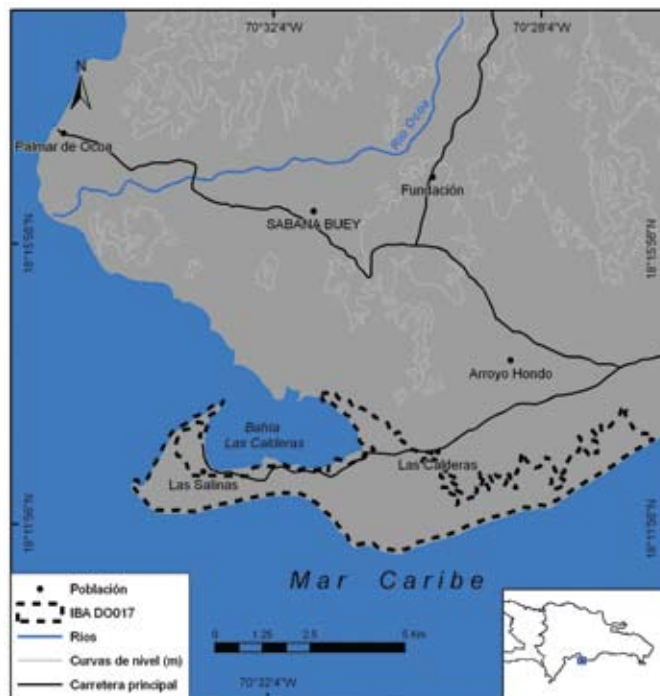 70°32'4"W
70°28'4"W
N
Palmar de Ocoa
Río Ocoa
Fundación
SABANA BUEY
18°15'56"N
18°15'56"N
Arroyo Hondo
Bahía
Las Calderas
Las Calderas
Las Salinas
18°11'56"N
18°11'56"N
Mar Caribe
Población
IBA DO017
Ríos
Curvas de nivel (m)
Carretera principal
0 1.25 2.5 5 Km
70°32'4"W